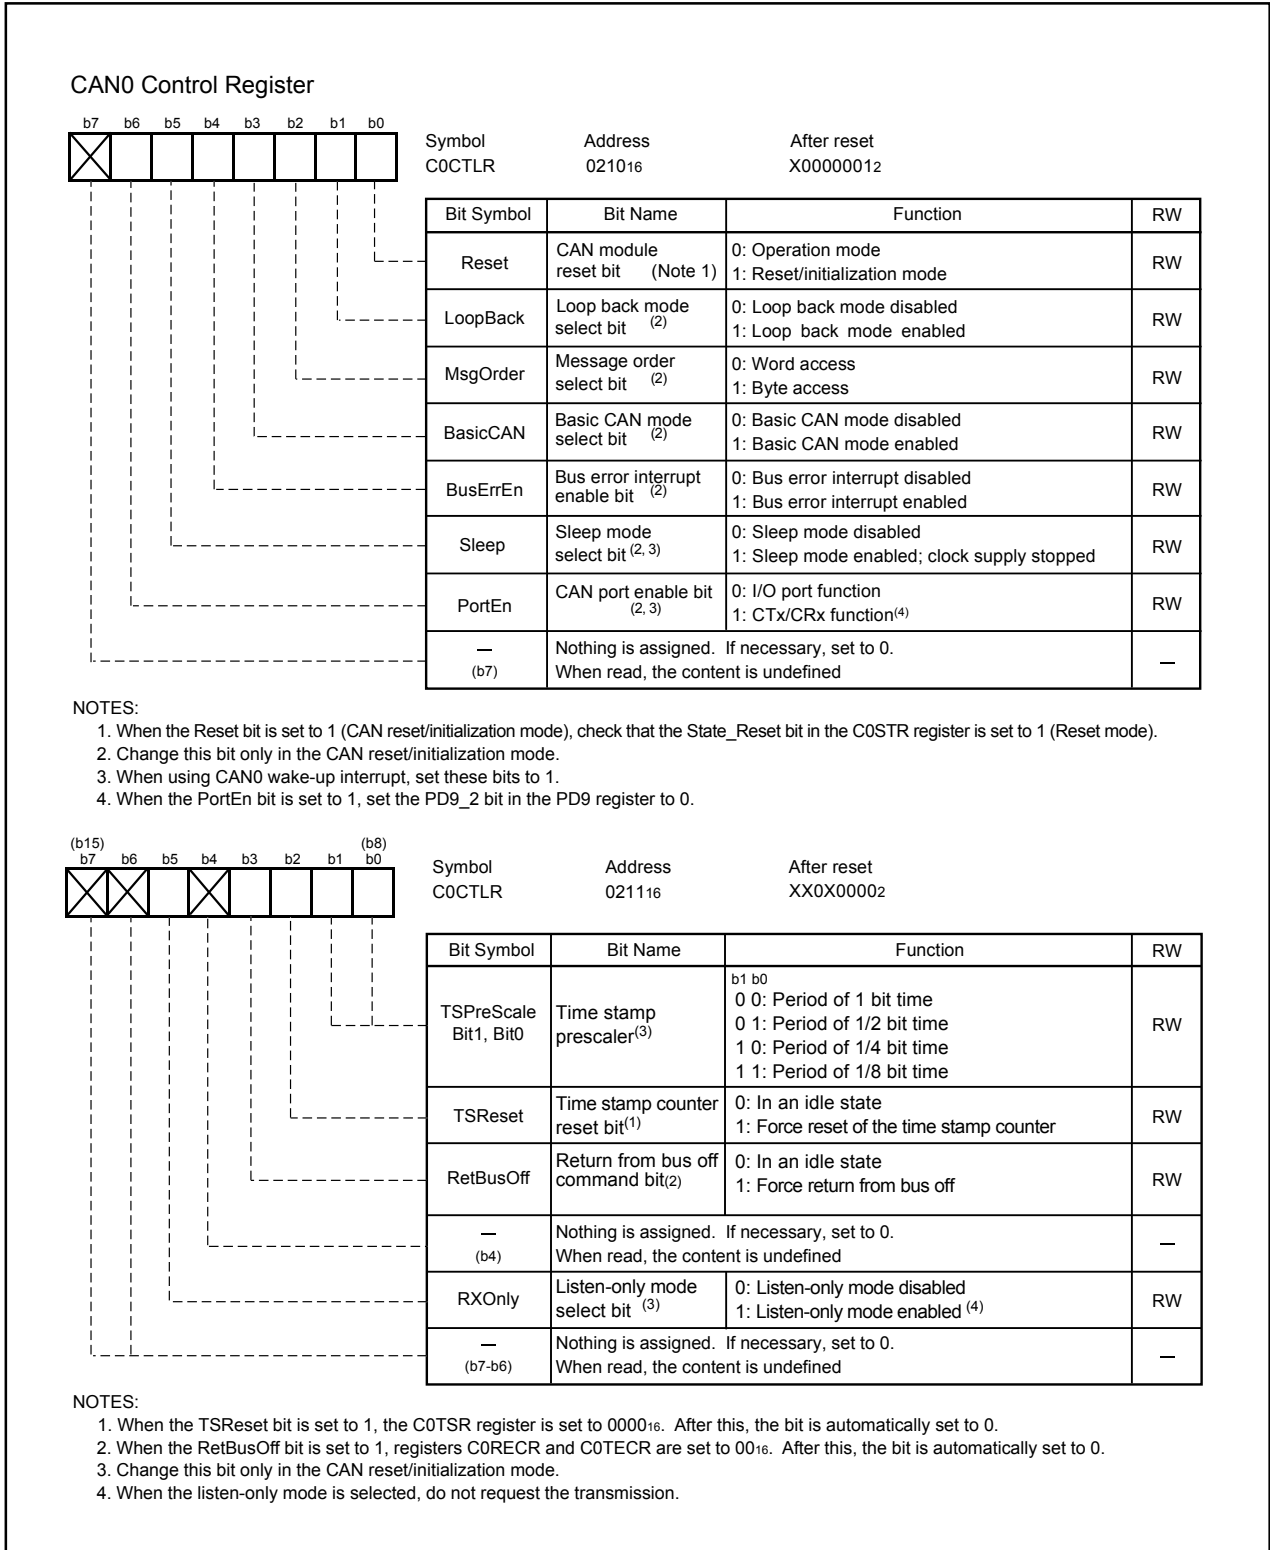 CAN0 Control Register
b7 b6 b5 b4 b3 b2 b1 b0
Symbol Address After reset
C0CTLR 021016 X00000012
Bit Symbol Bit Name Function RW
Reset CAN module reset bit (Note 1) 0: Operation mode
1: Reset/initialization mode RW
LoopBack Loop back mode select bit (2) 0: Loop back mode disabled
1: Loop back mode enabled RW
MsgOrder Message order select bit (2) 0: Word access
1: Byte access RW
BasicCAN Basic CAN mode select bit (2) 0: Basic CAN mode disabled
1: Basic CAN mode enabled RW
BusErrEn Bus error interrupt enable bit (2) 0: Bus error interrupt disabled
1: Bus error interrupt enabled RW
Sleep Sleep mode select bit (2, 3) 0: Sleep mode disabled
1: Sleep mode enabled; clock supply stopped RW
PortEn CAN port enable bit (2, 3) 0: I/O port function
1: CTx/CRx function(4) RW
— (b7) Nothing is assigned. If necessary, set to 0.
When read, the content is undefined —
NOTES:
1. When the Reset bit is set to 1 (CAN reset/initialization mode), check that the State_Reset bit in the C0STR register is set to 1 (Reset mode).
2. Change this bit only in the CAN reset/initialization mode.
3. When using CAN0 wake-up interrupt, set these bits to 1.
4. When the PortEn bit is set to 1, set the PD9_2 bit in the PD9 register to 0.
(b15) (b8)
b7 b6 b5 b4 b3 b2 b1 b0
Symbol Address After reset
C0CTLR 021116 XX0X00002
Bit Symbol Bit Name Function RW
TSPreScale Bit1, Bit0 Time stamp prescaler(3) b1 b0
0 0: Period of 1 bit time
0 1: Period of 1/2 bit time
1 0: Period of 1/4 bit time
1 1: Period of 1/8 bit time RW
TSReset Time stamp counter reset bit(1) 0: In an idle state
1: Force reset of the time stamp counter RW
RetBusOff Return from bus off command bit(2) 0: In an idle state
1: Force return from bus off RW
— (b4) Nothing is assigned. If necessary, set to 0.
When read, the content is undefined —
RXOnly Listen-only mode select bit (3) 0: Listen-only mode disabled
1: Listen-only mode enabled (4) RW
— (b7-b6) Nothing is assigned. If necessary, set to 0.
When read, the content is undefined —
NOTES:
1. When the TSReset bit is set to 1, the C0TSR register is set to 000016. After this, the bit is automatically set to 0.
2. When the RetBusOff bit is set to 1, registers C0RECR and C0TECR are set to 0016. After this, the bit is automatically set to 0.
3. Change this bit only in the CAN reset/initialization mode.
4. When the listen-only mode is selected, do not request the transmission.